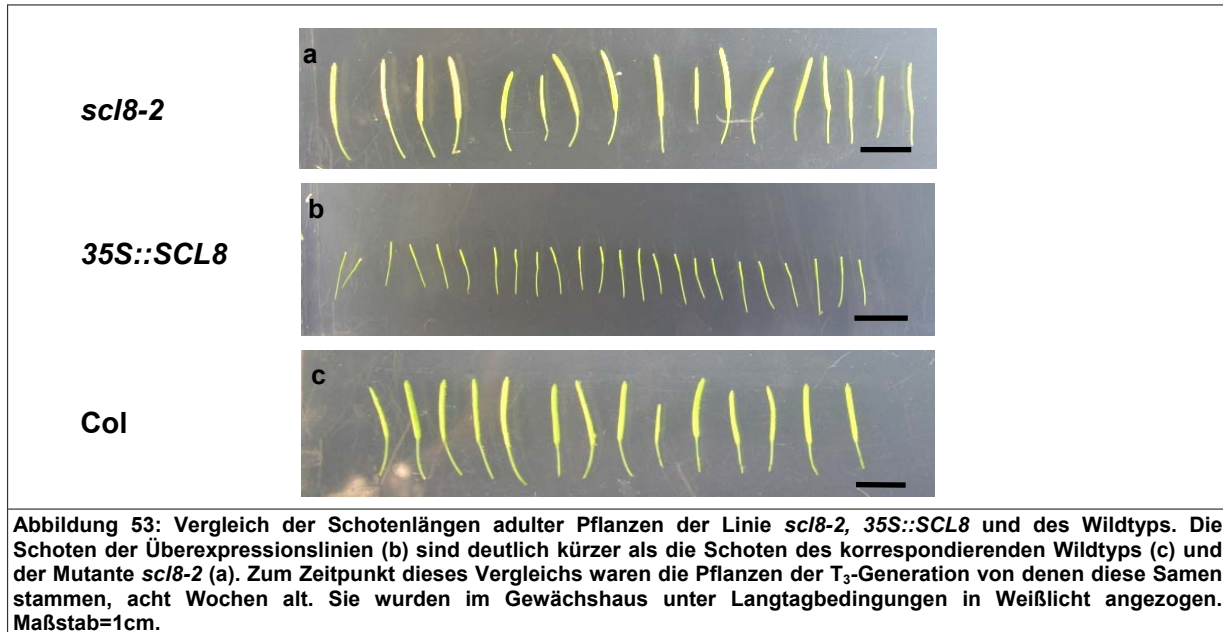 a
scl8-2
b
35S::SCL8
c
Col
Abbildung 53: Vergleich der Schotenlängen adulter Pflanzen der Linie scl8-2, 35S::SCL8 und des Wildtyps. Die
Schoten der Überexpressionslinien (b) sind deutlich kürzer als die Schoten des korrespondierenden Wildtyps (c) und
der Mutante scl8-2 (a). Zum Zeitpunkt dieses Vergleichs waren die Pflanzen der T₃-Generation von denen diese Samen
stammen, acht Wochen alt. Sie wurden im Gewächshaus unter Langtagbedingungen in Weißlicht angezogen.
Maßstab=1cm.